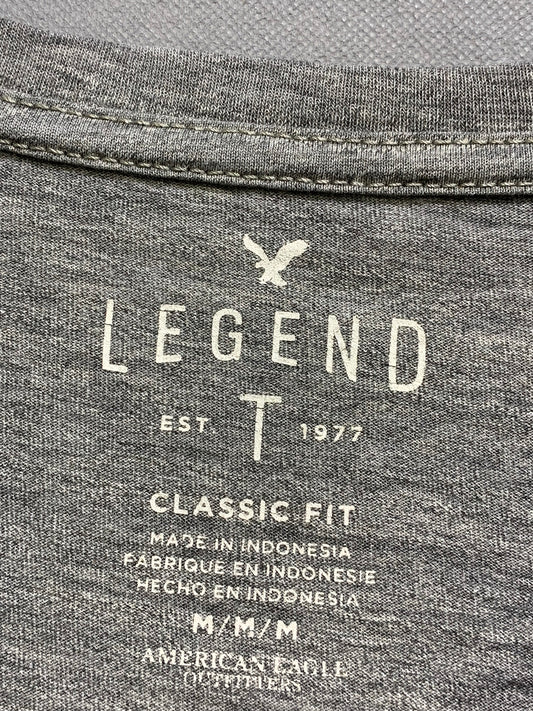 LEGEND
EST. T 1977
CLASSIC FIT
MADE IN INDONESIA
FABRIQUE EN INDONESIE
HECHO EN INDONESIA
M/M/M
AMERICAN EAGLE
OUTFITTERS